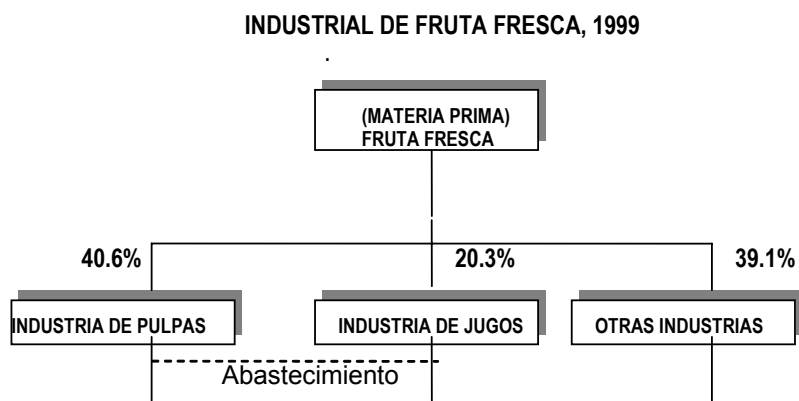 INDUSTRIAL DE FRUTA FRESCA, 1999
.
(MATERIA PRIMA)
FRUTA FRESCA
40.6% 20.3% 39.1%
INDUSTRIA DE PULPAS INDUSTRIA DE JUGOS OTRAS INDUSTRIAS
Abastecimiento